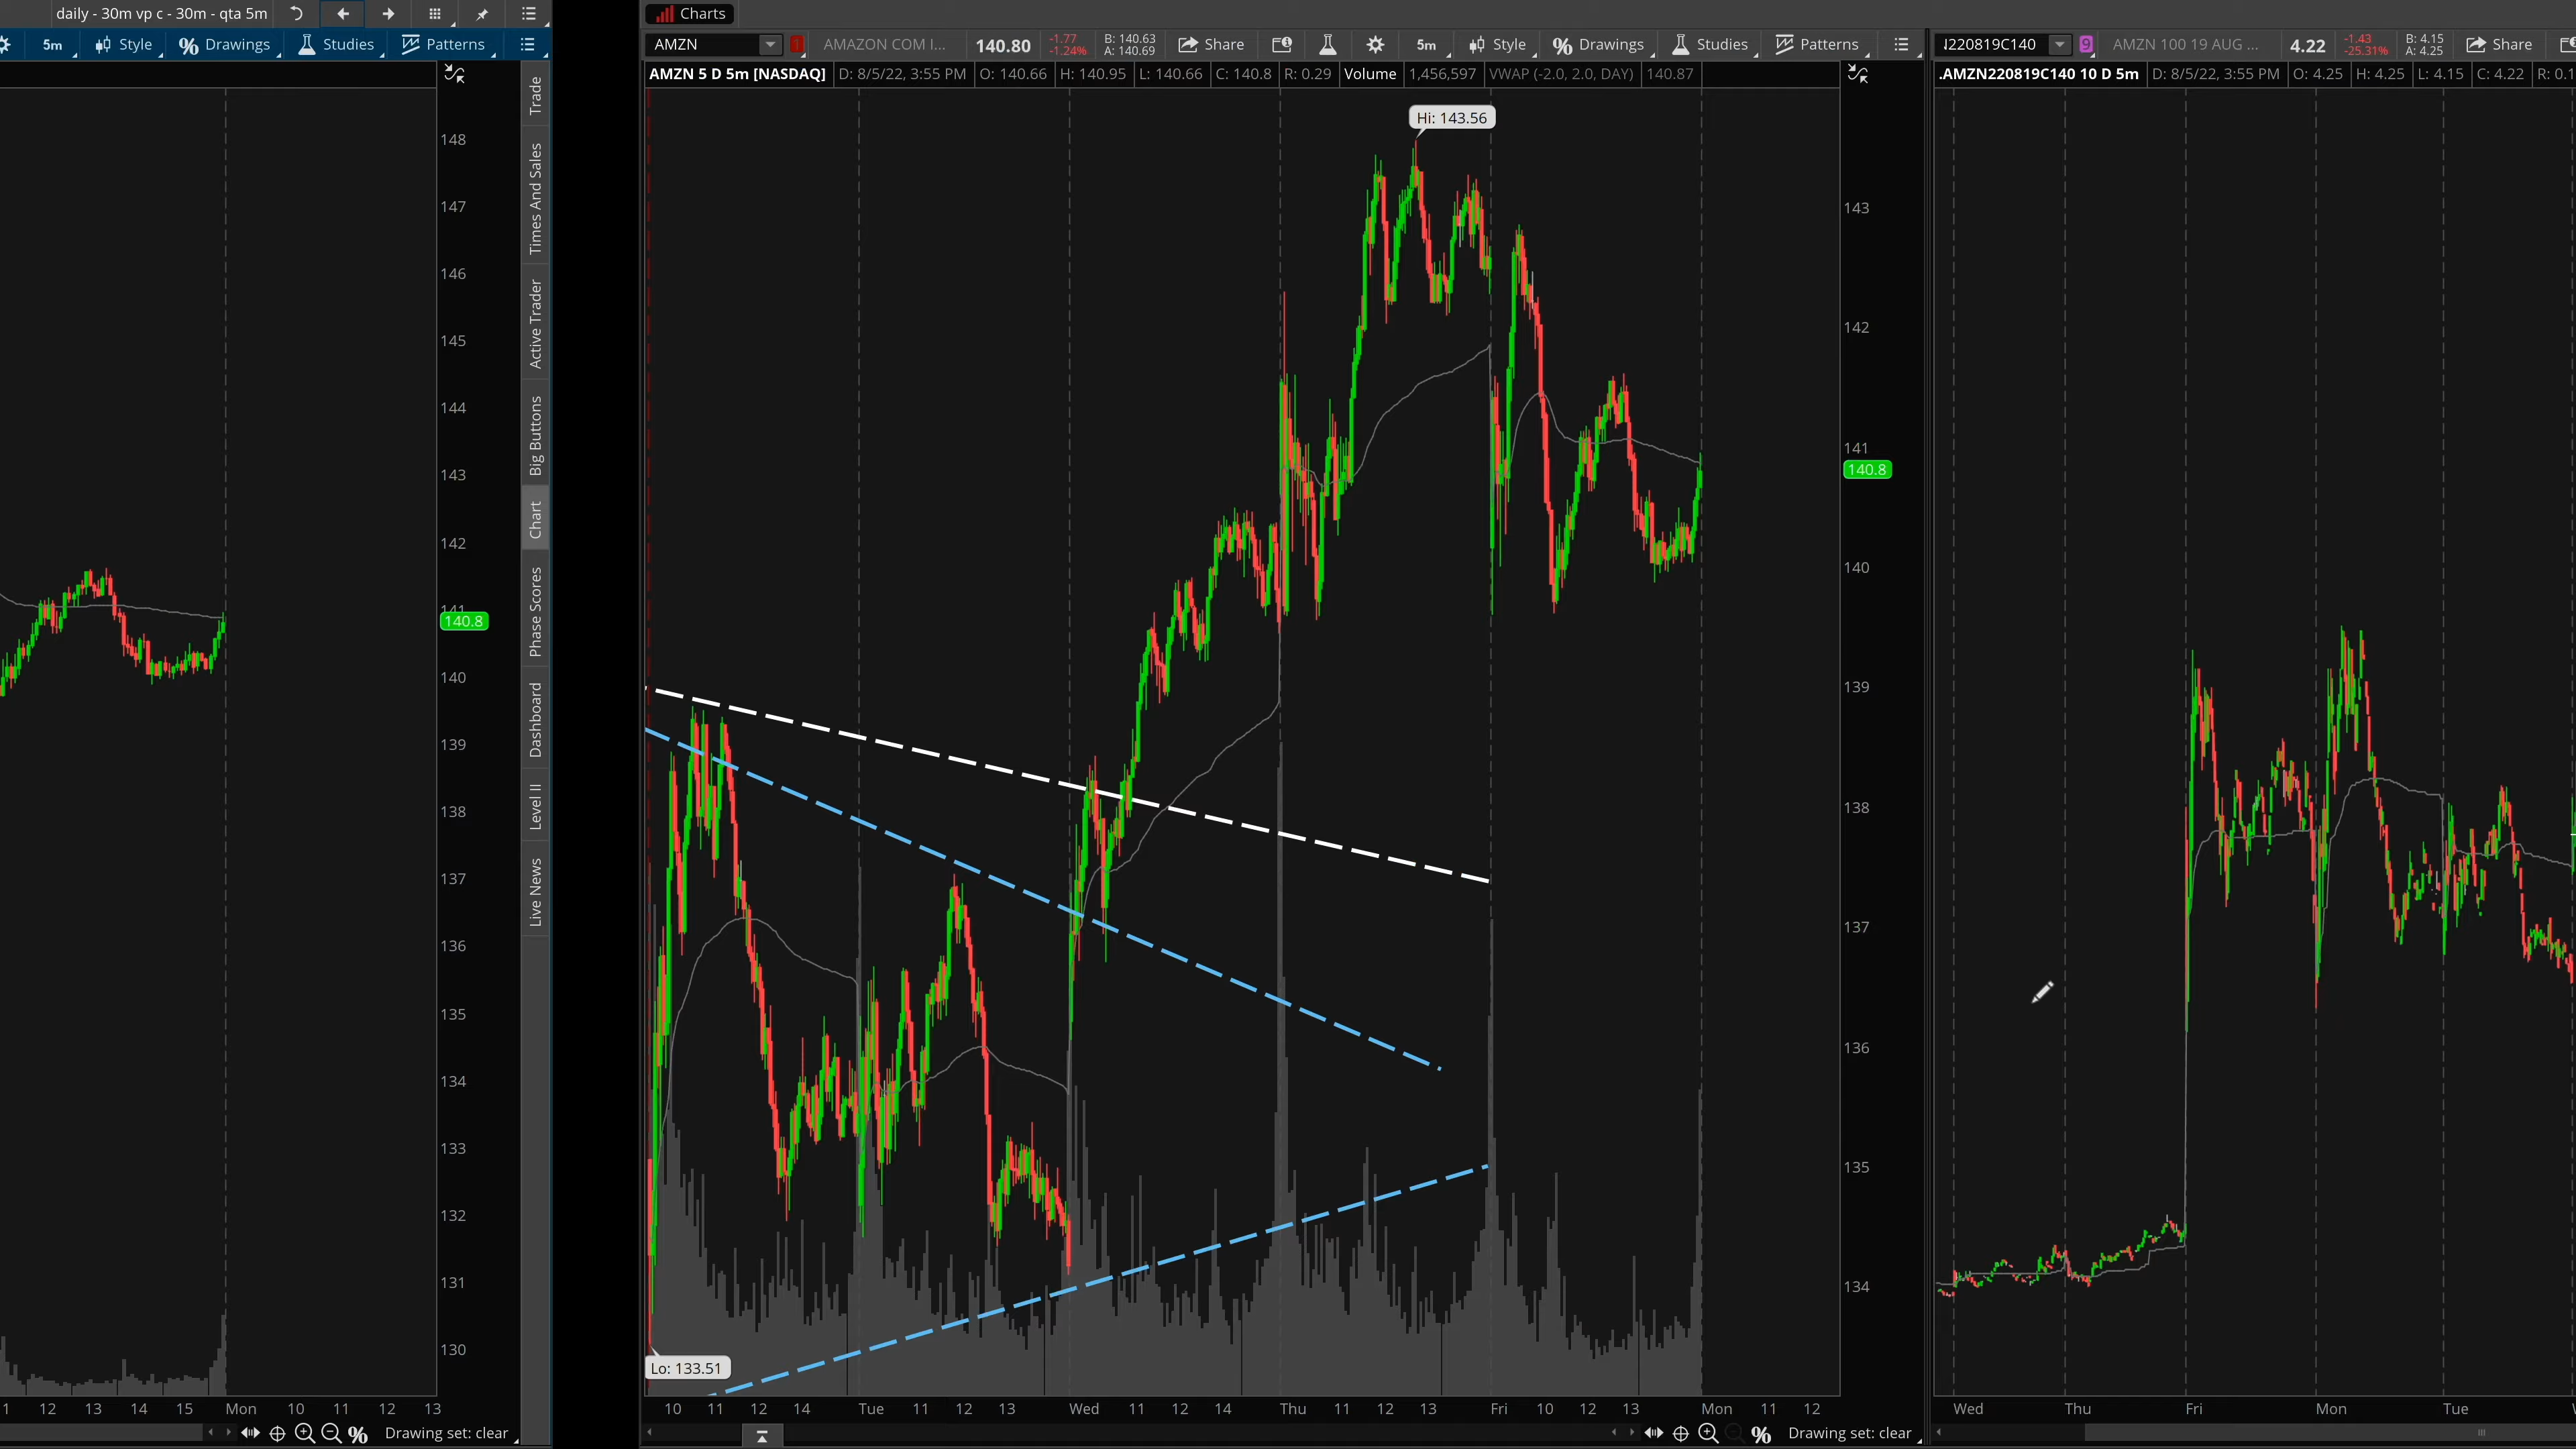 daily - 30m vp c - 30m - qta 5m
5m Style Drawings Studies Patterns
148
147
146
145
144
143
142
141
140.8
140
139
138
137
136
135
134
133
132
131
130
1 12 13 14 15 Mon 10 11 12 13
Drawing set: clear
Trade
Times And Sales
Active Trader
Big Buttons
Chart
Phase Scores
Dashboard
Level II
Live News
Charts
AMZN 1 AMAZON COM I... 140.80 -1.77 -1.24% B: 140.63 A: 140.69 Share 5m Style Drawings Studies Patterns
AMZN 5 D 5m [NASDAQ] D: 8/5/22, 3:55 PM O: 140.66 H: 140.95 L: 140.66 C: 140.8 R: 0.29 Volume 1,456,597 VWAP (-2.0, 2.0, DAY) 140.87
Hi: 143.56
143
142
141
140.8
140
139
138
137
136
135
134
Lo: 133.51
10 11 12 14 Tue 11 12 13 Wed 11 12 14 Thu 11 12 13 Fri 10 12 13 Mon 11 12
Drawing set: clear
220819C140 9 AMZN 100 19 AUG ... 4.22 -1.43 -25.31% B: 4.15 A: 4.25 Share
.AMZN220819C140 10 D 5m D: 8/5/22, 3:55 PM O: 4.25 H: 4.25 L: 4.15 C: 4.22 R: 0.1
Wed Thu Fri Mon Tue